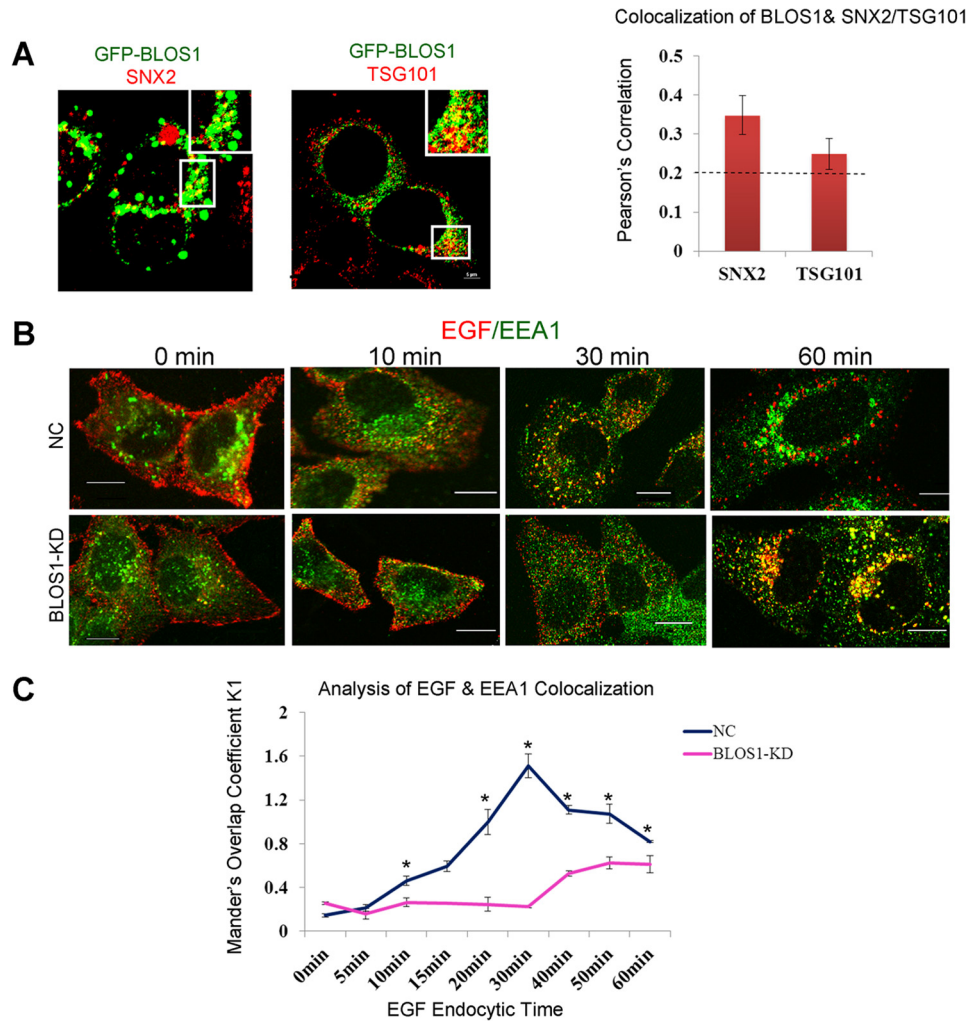 Colocalization of BLOS1& SNX2/TSG101
A
GFP-BLOS1
SNX2
GFP-BLOS1
TSG101
5 μm
Pearson's Correlation
0.5
0.4
0.3
0.2
0.1
0
SNX2
TSG101
B
EGF/EEA1
0 min
10 min
30 min
60 min
NC
BLOS1-KD
C
Analysis of EGF & EEA1 Colocalization
Mander's Overlap Coefficient K1
2
1.6
1.2
0.8
0.4
0
*
*
*
*
*
*
NC
BLOS1-KD
0min
5min
10min
15min
20min
30min
40min
50min
60min
EGF Endocytic Time